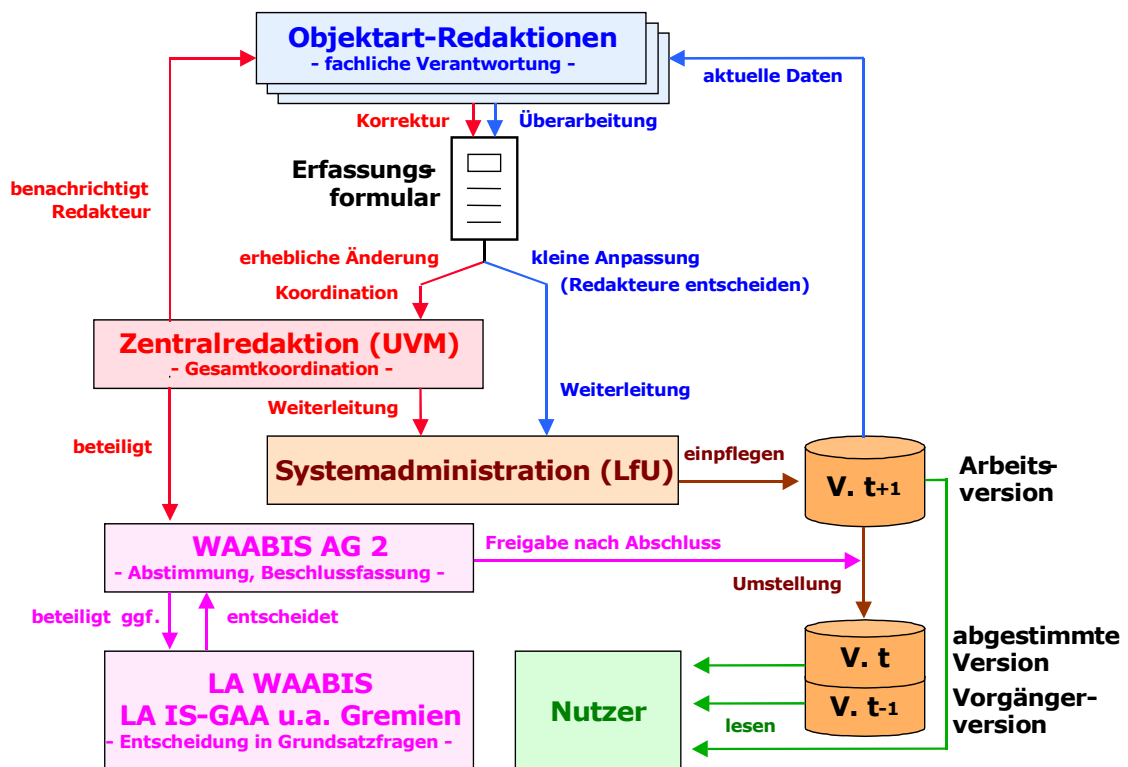 Objektart-Redaktionen
- fachliche Verantwortung -
aktuelle Daten
Korrektur
Überarbeitung
Erfassungs-
formular
benachrichtigt
Redakteur
erhebliche Änderung
kleine Anpassung
(Redakteure entscheiden)
Koordination
Zentralredaktion (UVM)
- Gesamtkoordination -
Weiterleitung
Weiterleitung
beteiligt
Systemadministration (LfU)
einpflegen
V. t+1
Arbeits-
version
WAABIS AG 2
- Abstimmung, Beschlussfassung -
Freigabe nach Abschluss
Umstellung
beteiligt ggf.
entscheidet
LA WAABIS
LA IS-GAA u.a. Gremien
- Entscheidung in Grundsatzfragen -
Nutzer
lesen
V. t
V. t-1
abgestimmte
Version
Vorgänger-
version